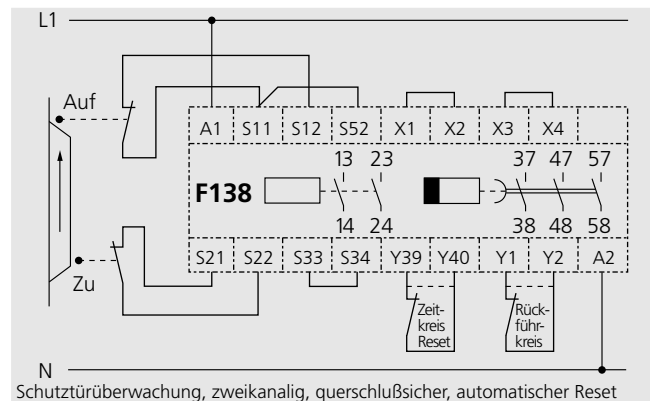 L1
Auf
A1 S11 S12 S52 X1 X2 X3 X4
13 23 37 47 57
F138
14 24 38 48 58
S21 S22 S33 S34 Y39 Y40 Y1 Y2 A2
Zu
Zeit-
kreis
Reset
Rück-
führ-
kreis
N
Schutztürüberwachung, zweikanalig, querschlußsicher, automatischer Reset